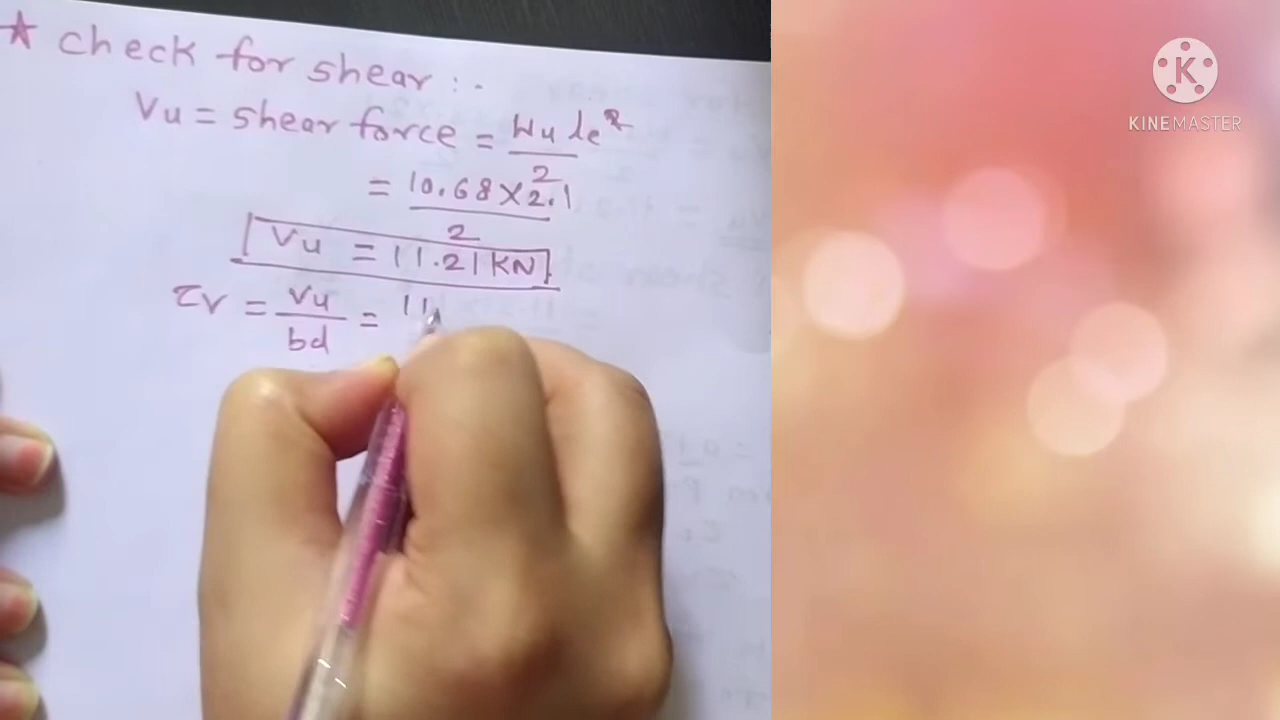 ★ check for shear :-
Vu = shear force = Wu le²
2
= 10.68 × 2.1
2
Vu = 11.21 KN
τv = Vu = 11
bd
KINEMASTER